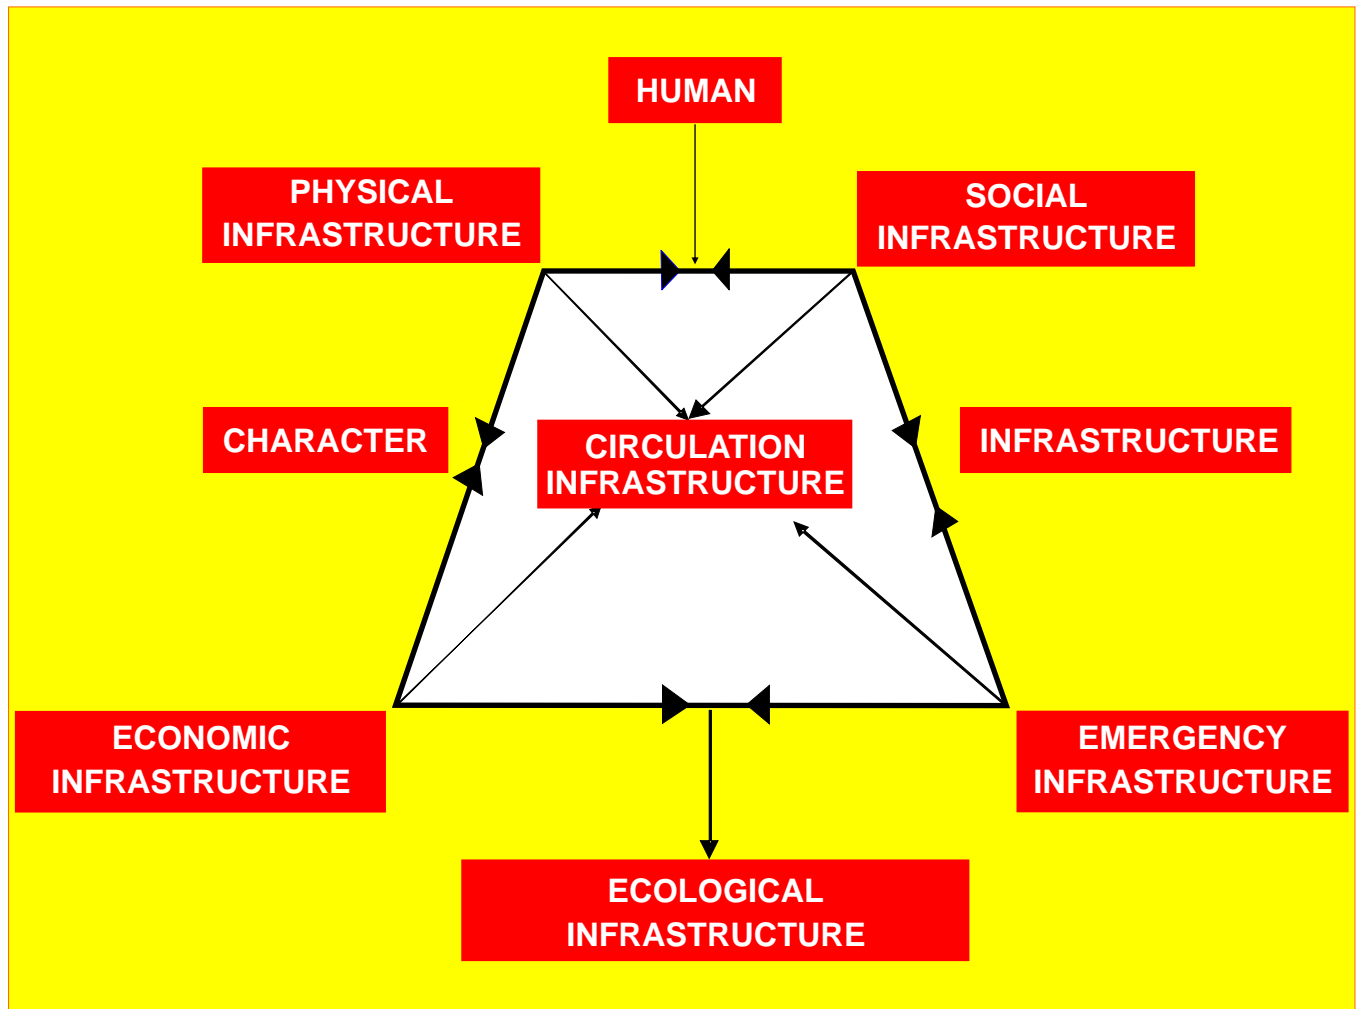 HUMAN
PHYSICAL
INFRASTRUCTURE
SOCIAL
INFRASTRUCTURE
CHARACTER
CIRCULATION
INFRASTRUCTURE
INFRASTRUCTURE
ECONOMIC
INFRASTRUCTURE
EMERGENCY
INFRASTRUCTURE
ECOLOGICAL
INFRASTRUCTURE